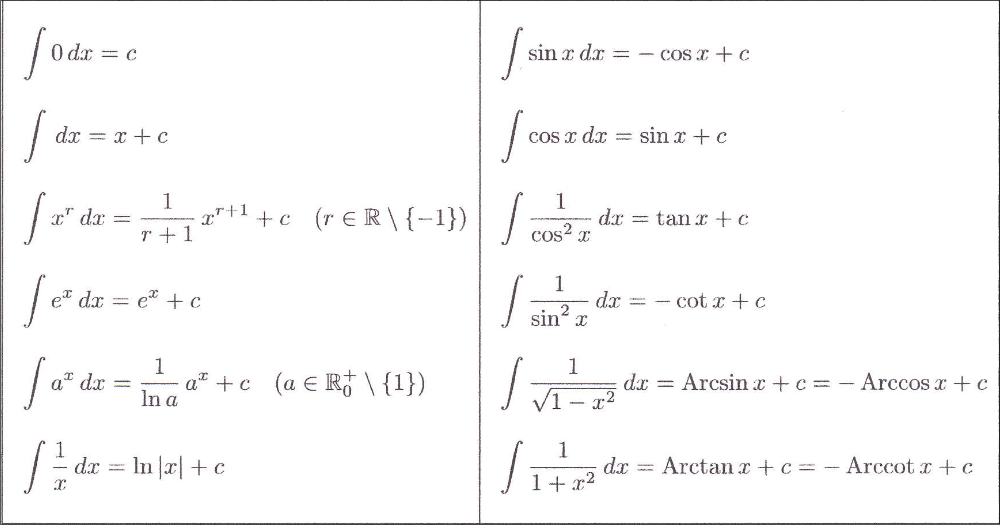 ∫ 0 dx = c
∫ dx = x + c
∫ x^r dx = 1/(r + 1) x^(r+1) + c (r ∈ ℝ \ {−1})
∫ e^x dx = e^x + c
∫ a^x dx = 1/(ln a) a^x + c (a ∈ ℝ₀⁺ \ {1})
∫ 1/x dx = ln |x| + c
∫ sin x dx = − cos x + c
∫ cos x dx = sin x + c
∫ 1/(cos² x) dx = tan x + c
∫ 1/(sin² x) dx = − cot x + c
∫ 1/√(1 − x²) dx = Arcsin x + c = − Arccos x + c
∫ 1/(1 + x²) dx = Arctan x + c = − Arccot x + c